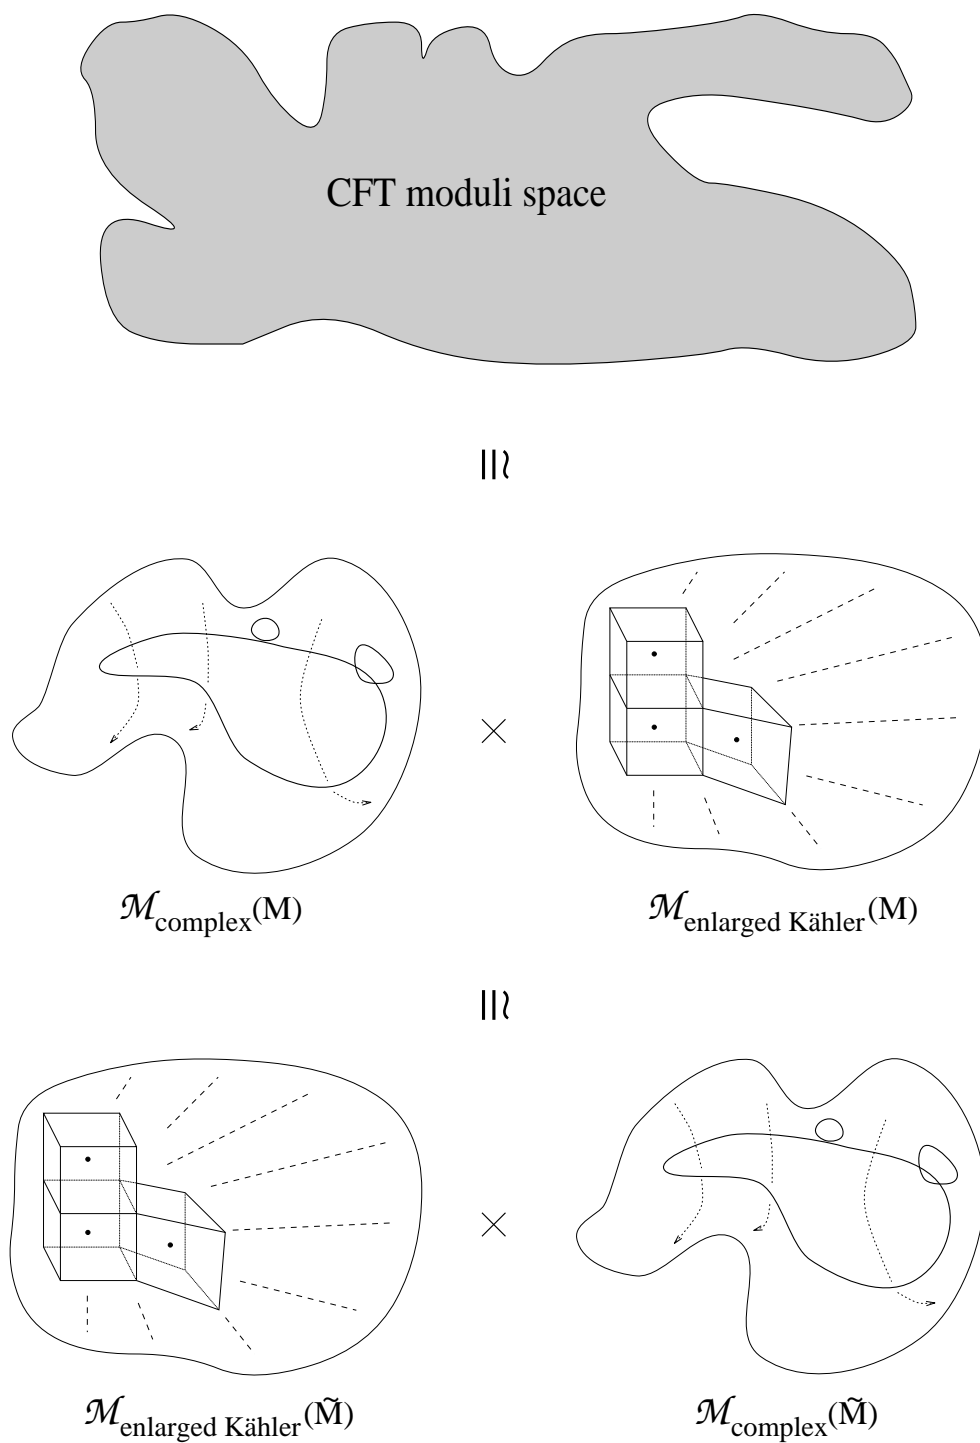 CFT moduli space
≅
×
ℳcomplex(M)
ℳenlarged Kähler(M)
≅
×
ℳenlarged Kähler(M̃)
ℳcomplex(M̃)